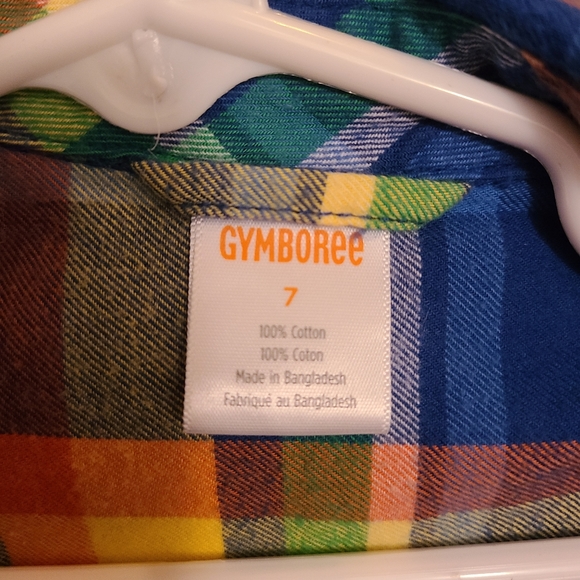 GYMBOREe
7
100% Cotton
100% Coton
Made in Bangladesh
Fabriqué au Bangladesh